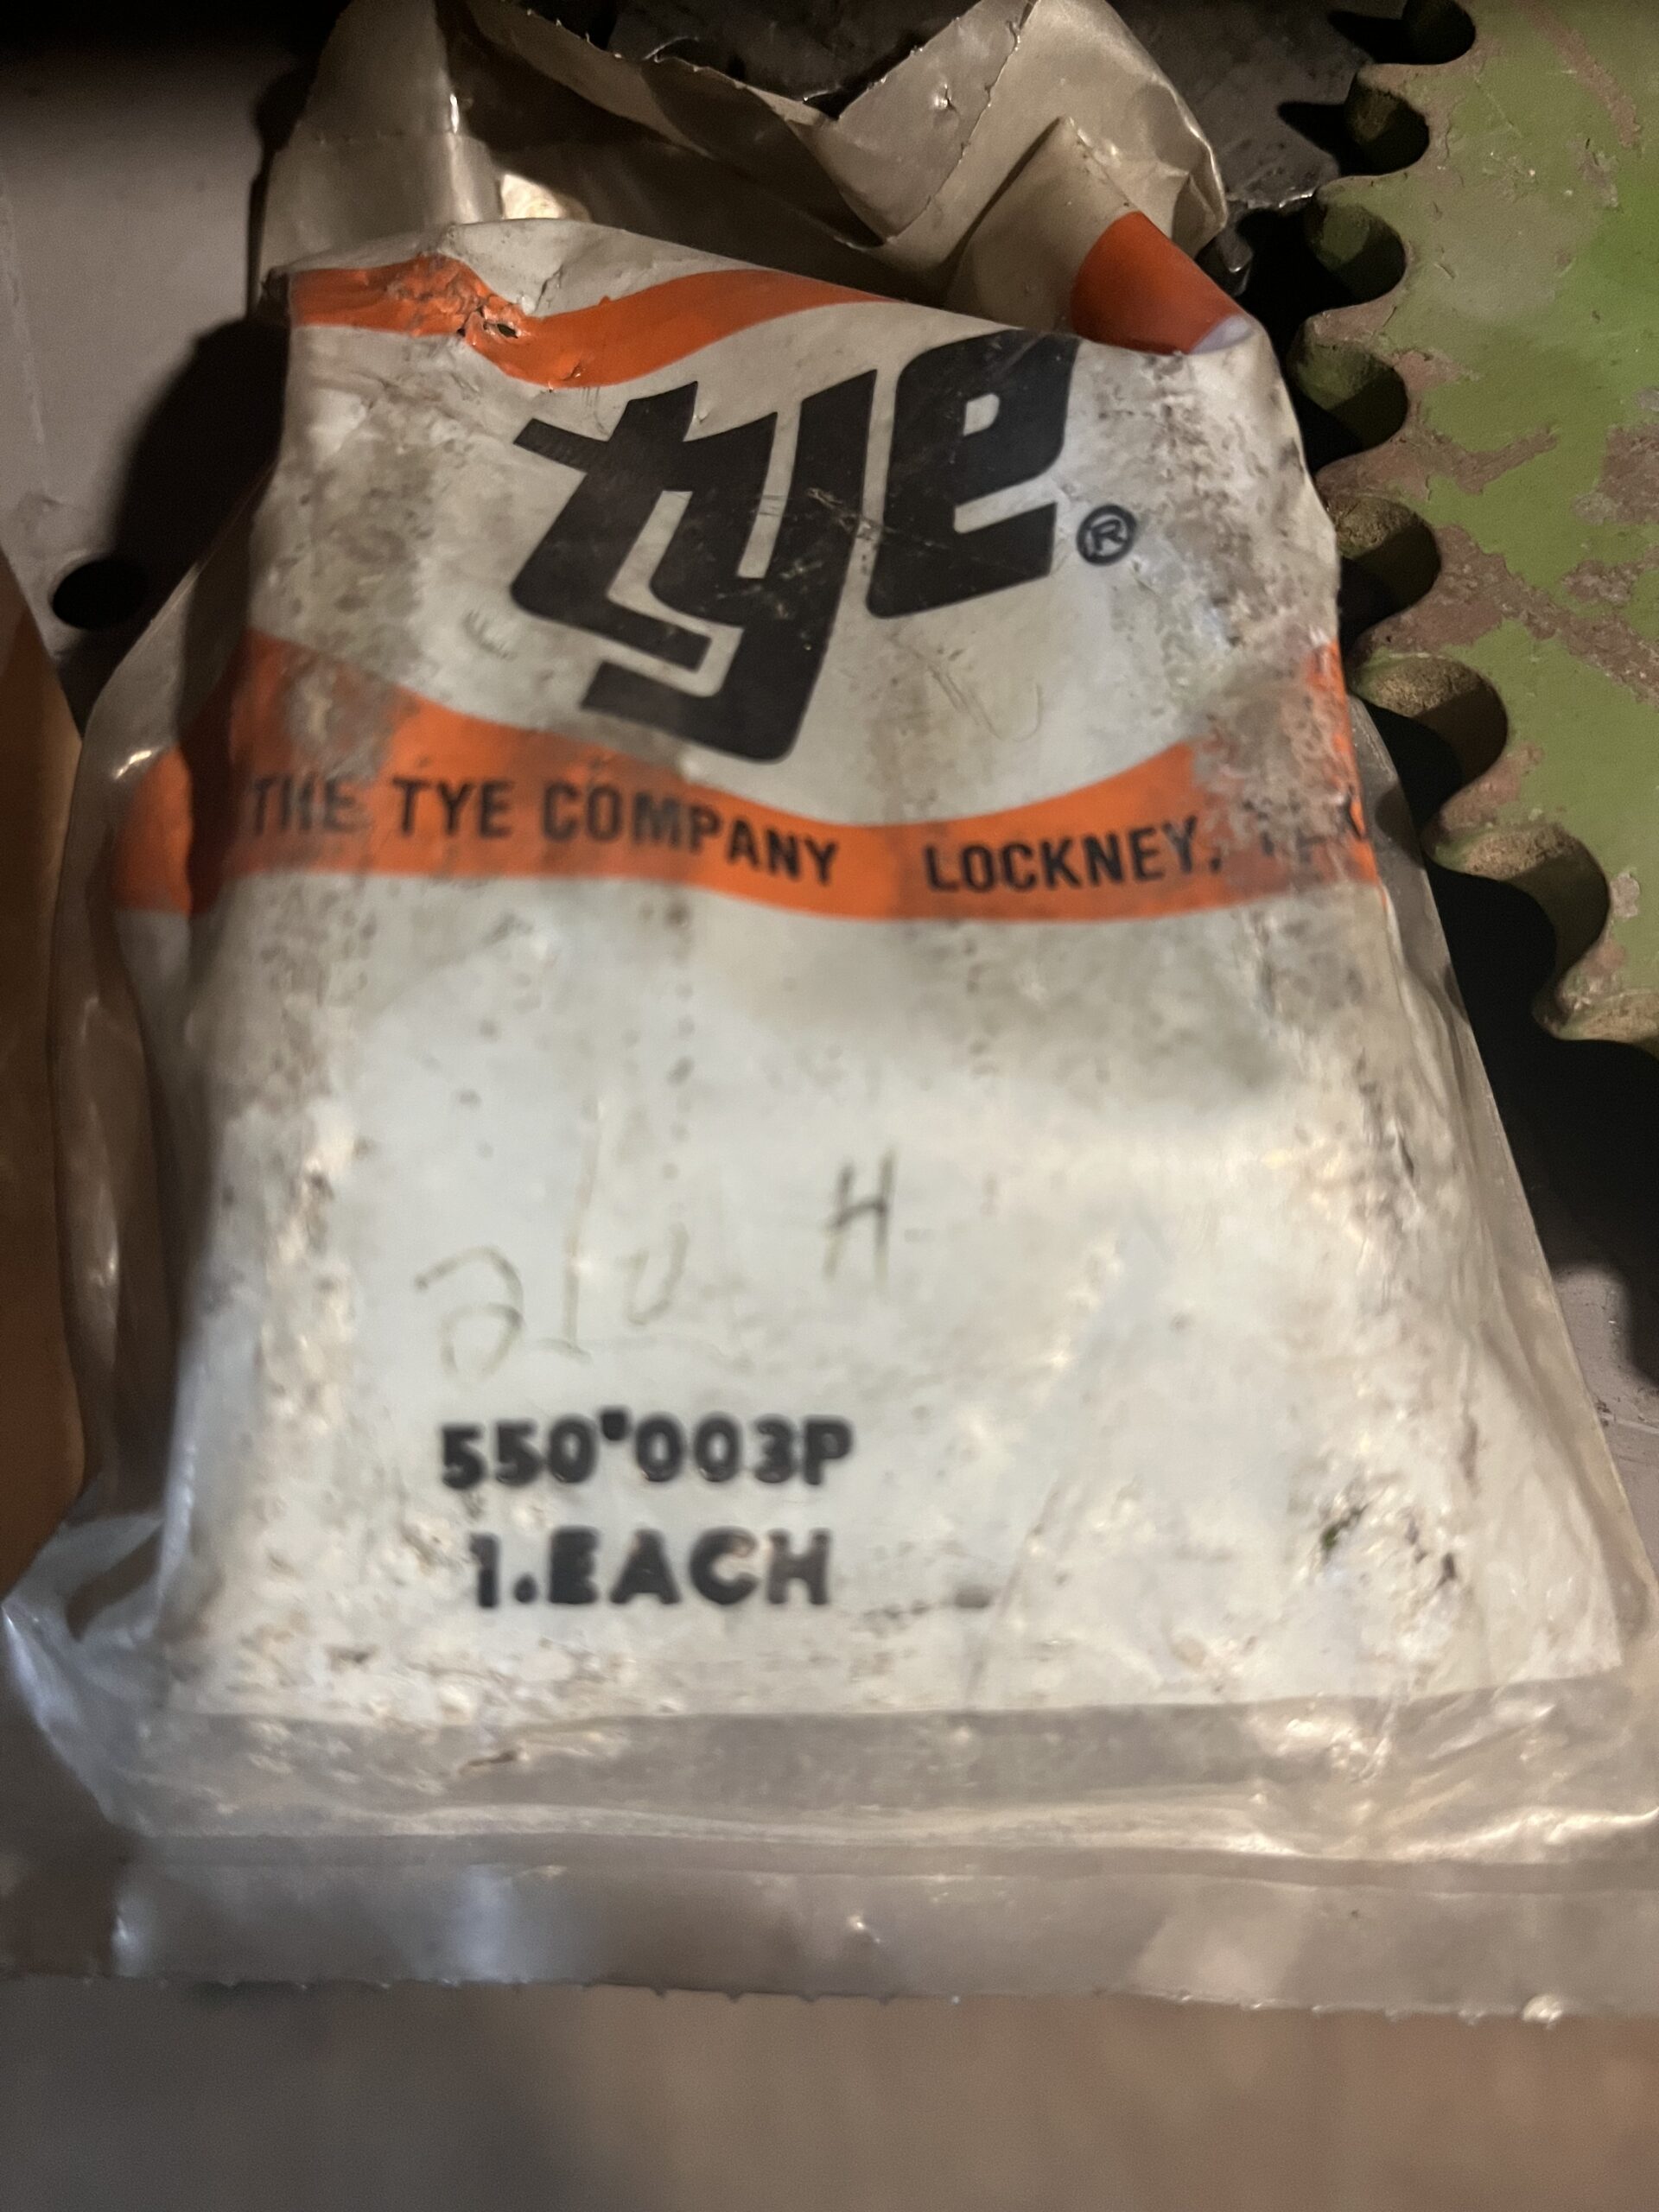 tye®
THE TYE COMPANY LOCKNEY,
H
550"003P
1.EACH